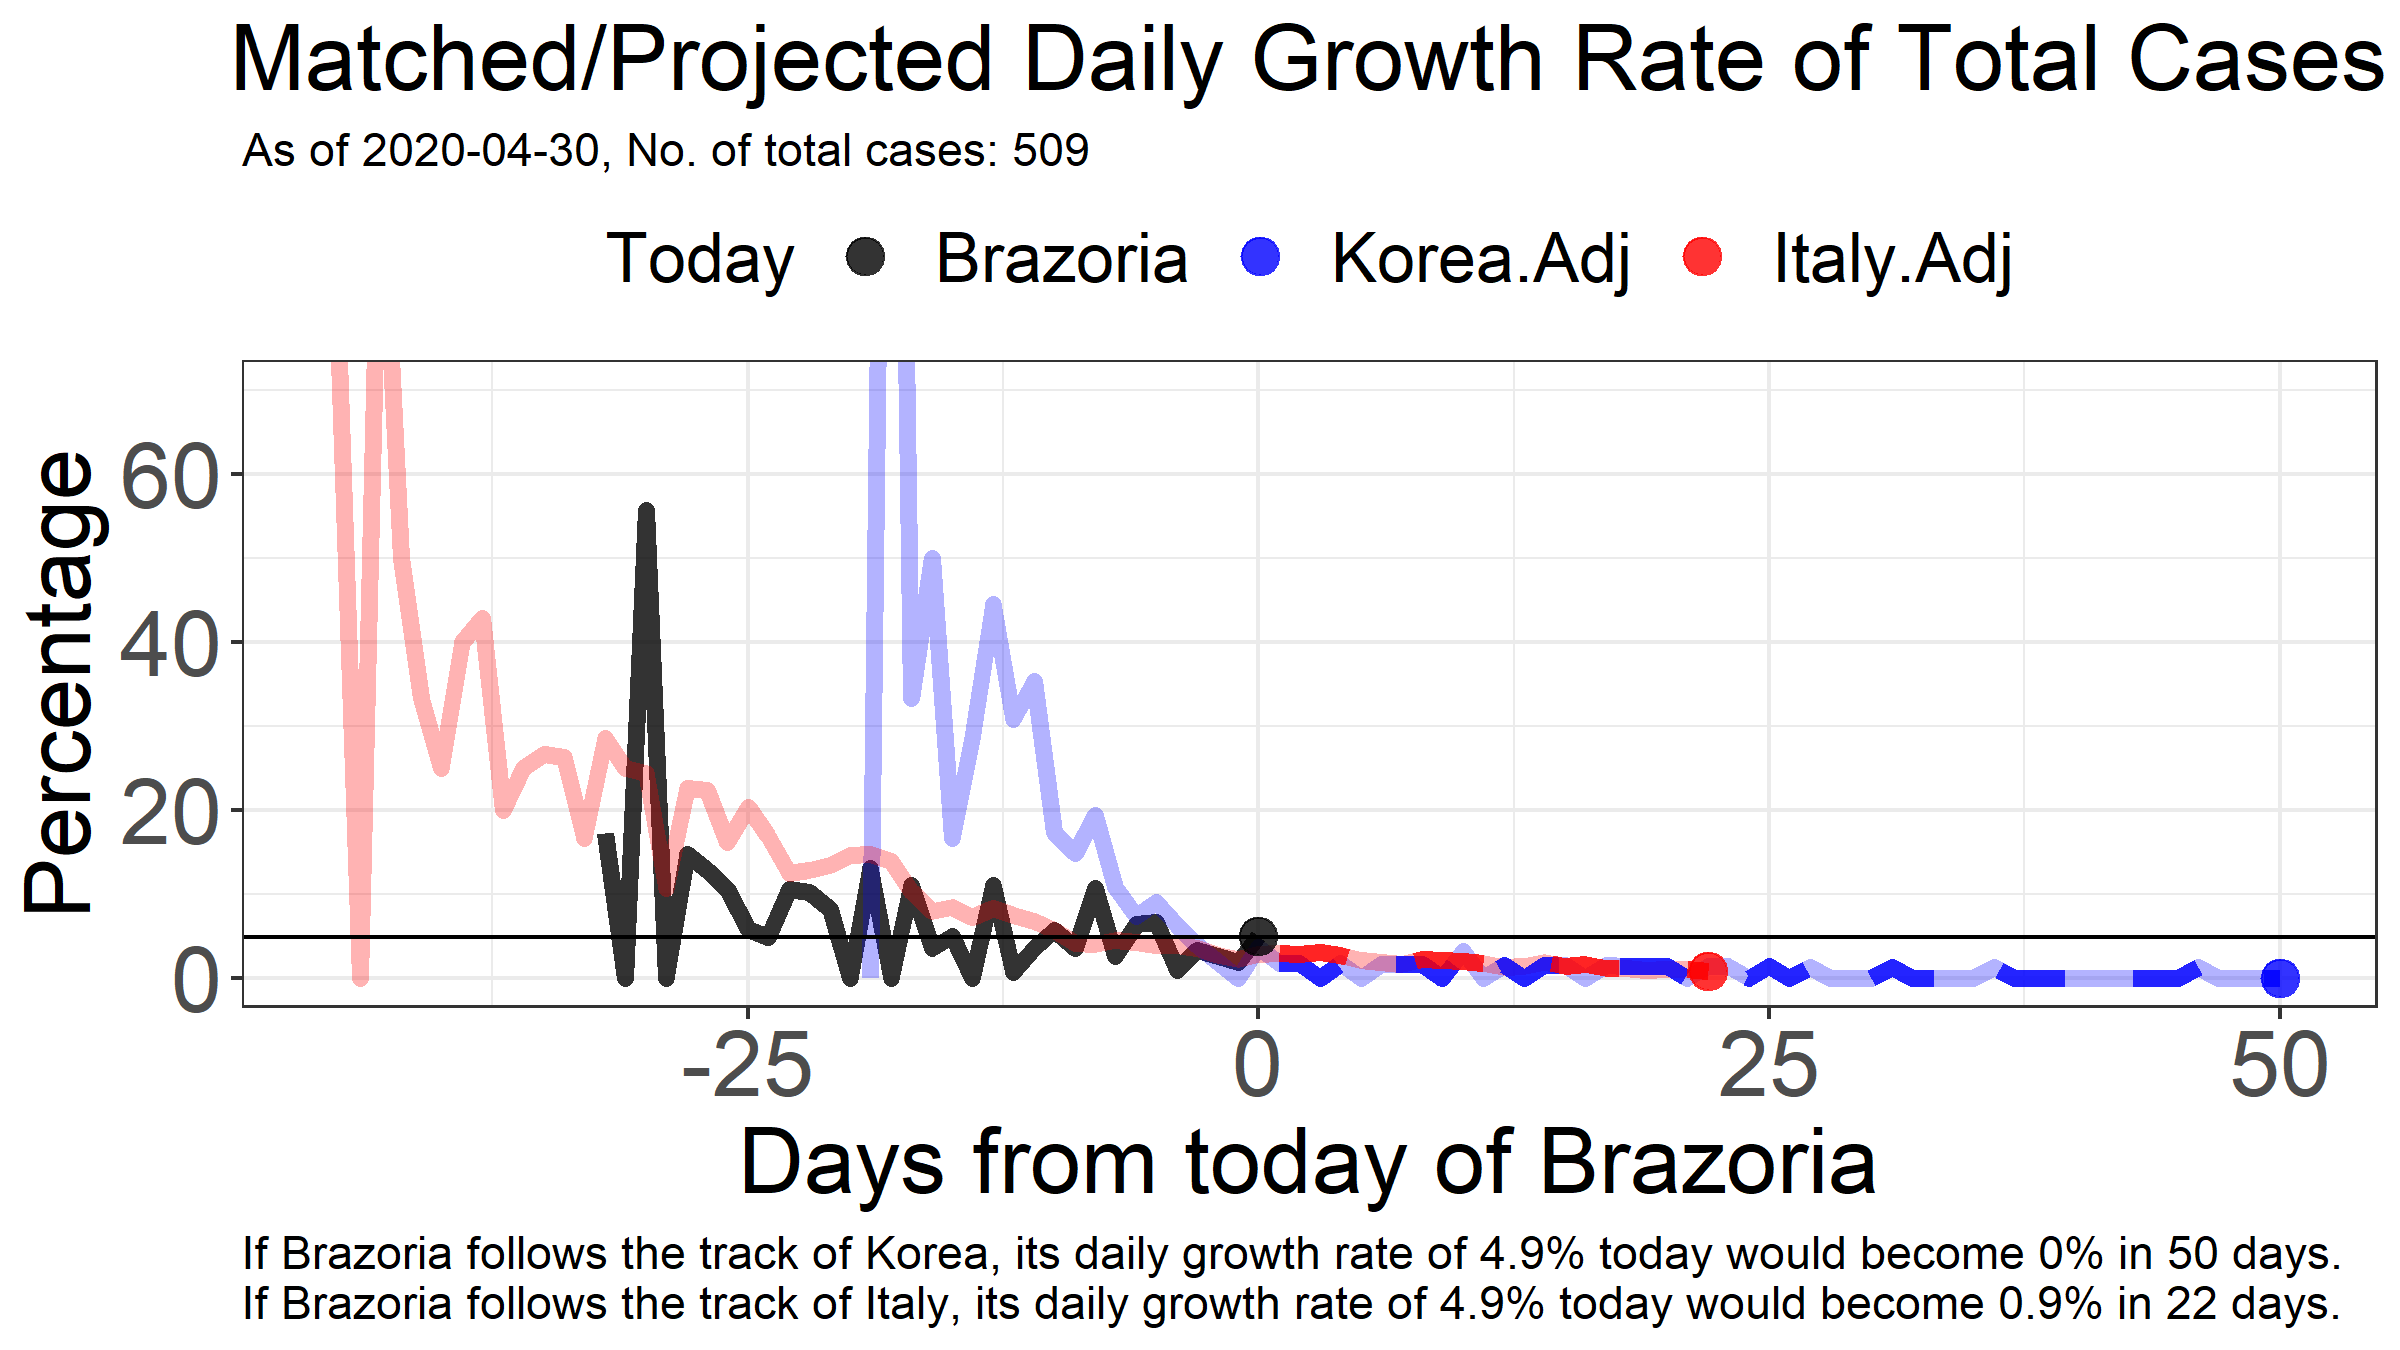 Matched/Projected Daily Growth Rate of Total Cases
As of 2020-04-30, No. of total cases: 509
Today Brazoria Korea.Adj Italy.Adj
Percentage
60
40
20
0
-25 0 25 50
Days from today of Brazoria
If Brazoria follows the track of Korea, its daily growth rate of 4.9% today would become 0% in 50 days.
If Brazoria follows the track of Italy, its daily growth rate of 4.9% today would become 0.9% in 22 days.